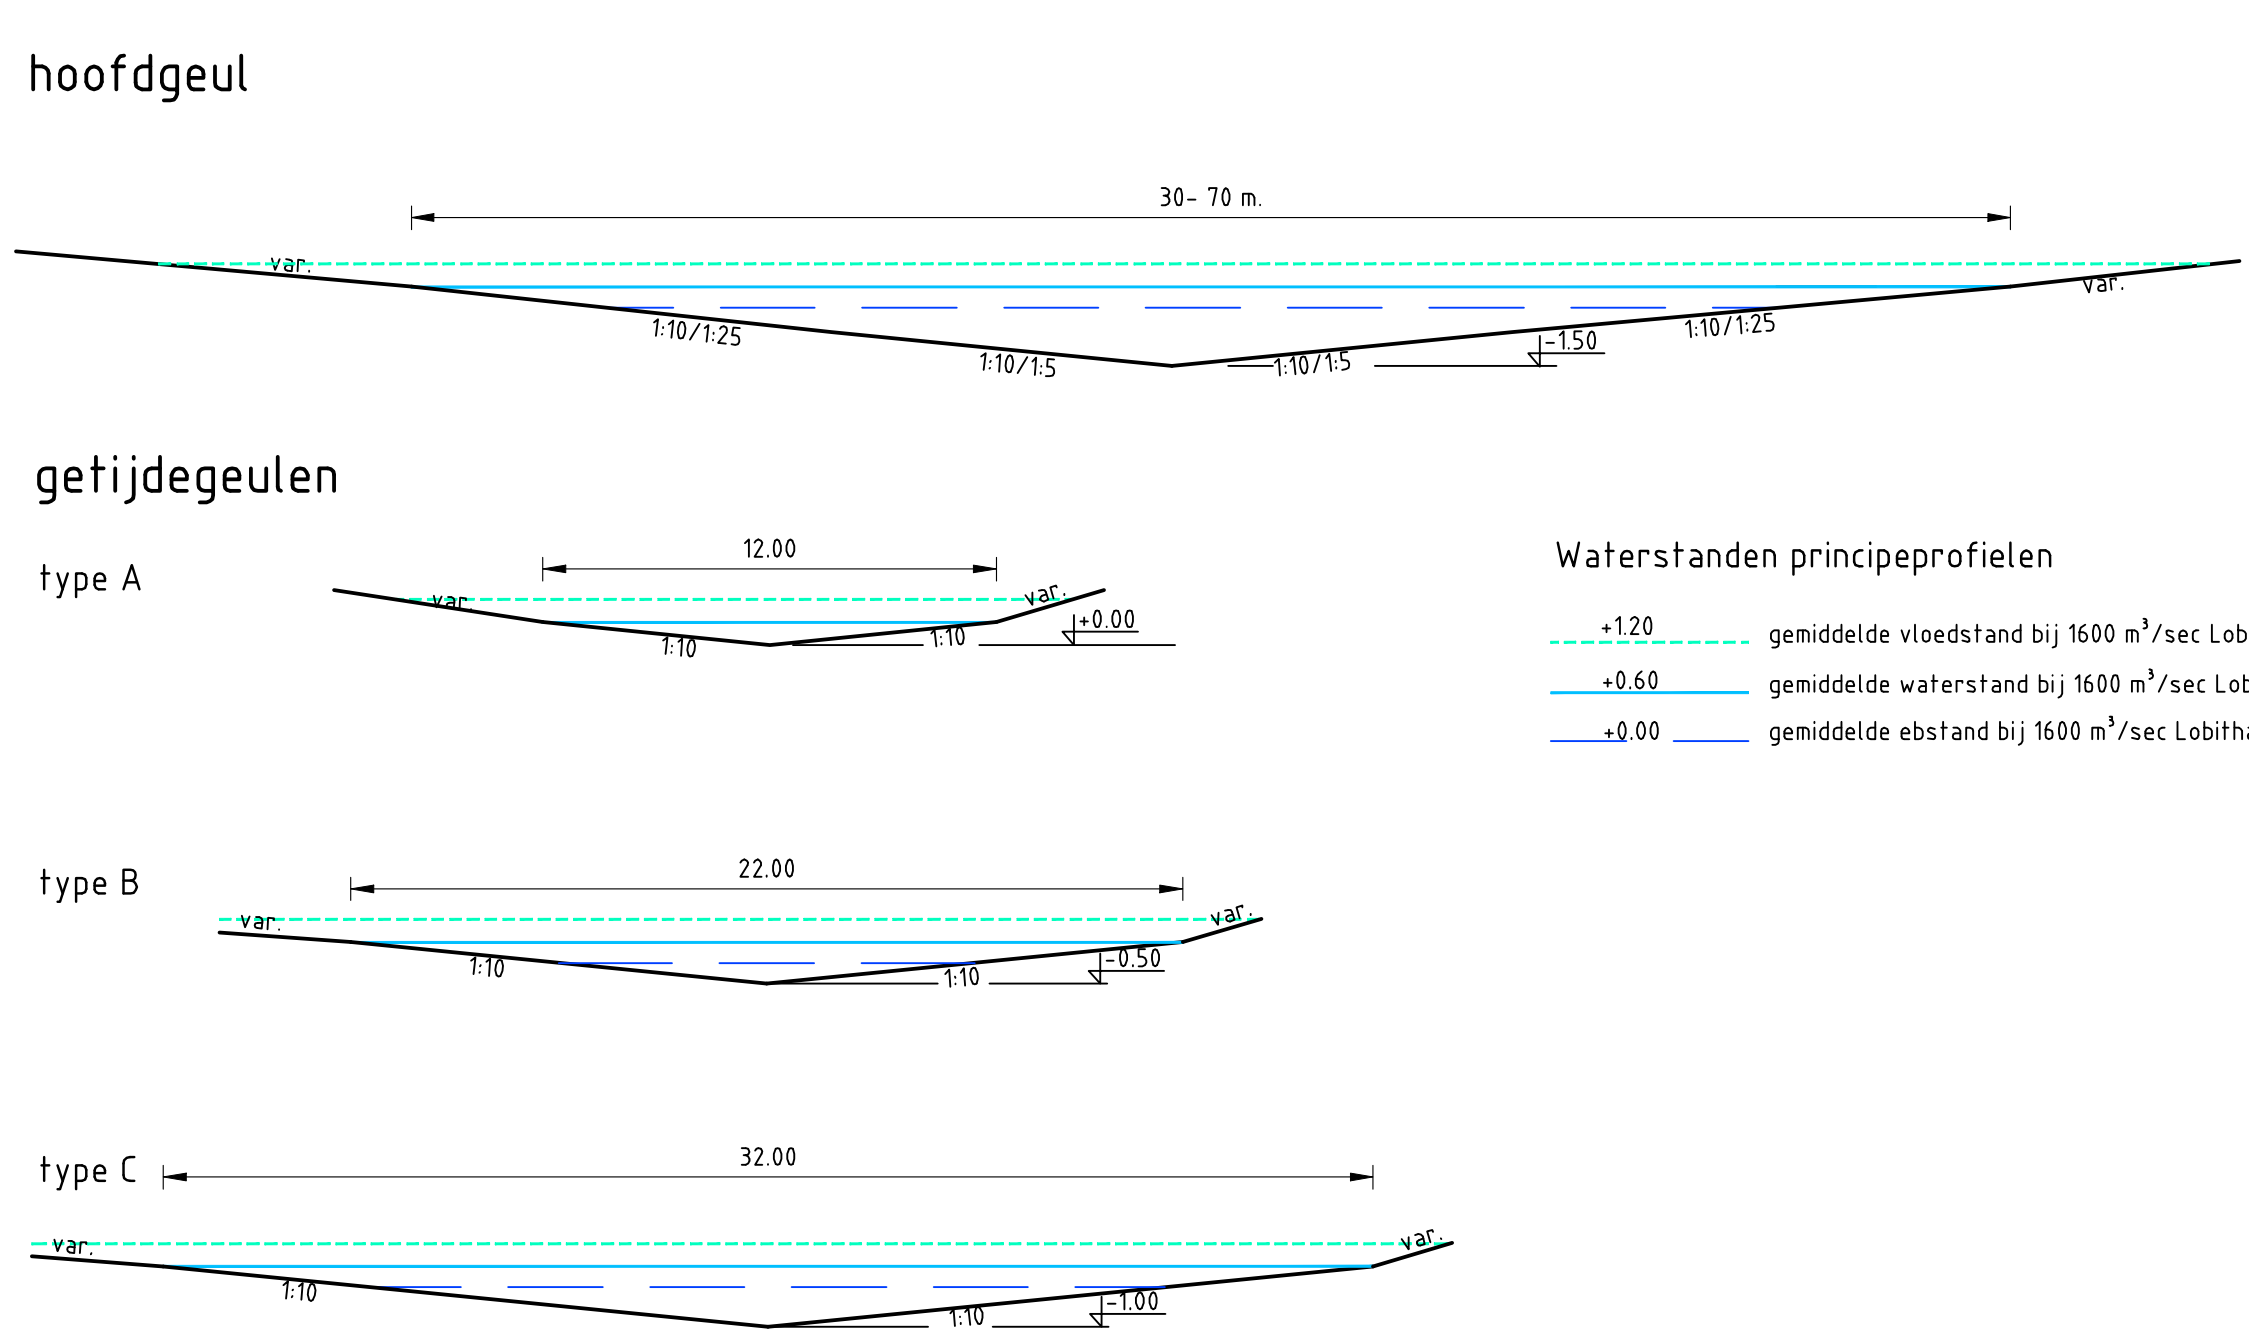 hoofdgeul
30- 70 m.
var.
var.
1:10/1:25
1:10/1:25
-1.50
1:10/1:5
1:10/1:5
getijdegeulen
type A
12.00
var.
var.
+0.00
1:10
1:10
Waterstanden principeprofielen
+1.20
gemiddelde vloedstand bij 1600 m³/sec Lob
+0.60
gemiddelde waterstand bij 1600 m³/sec Lob
+0.00
gemiddelde ebstand bij 1600 m³/sec Lobith
type B
22.00
var.
var.
-0.50
1:10
1:10
type C
32.00
var.
var.
1:10
-1.00
1:10